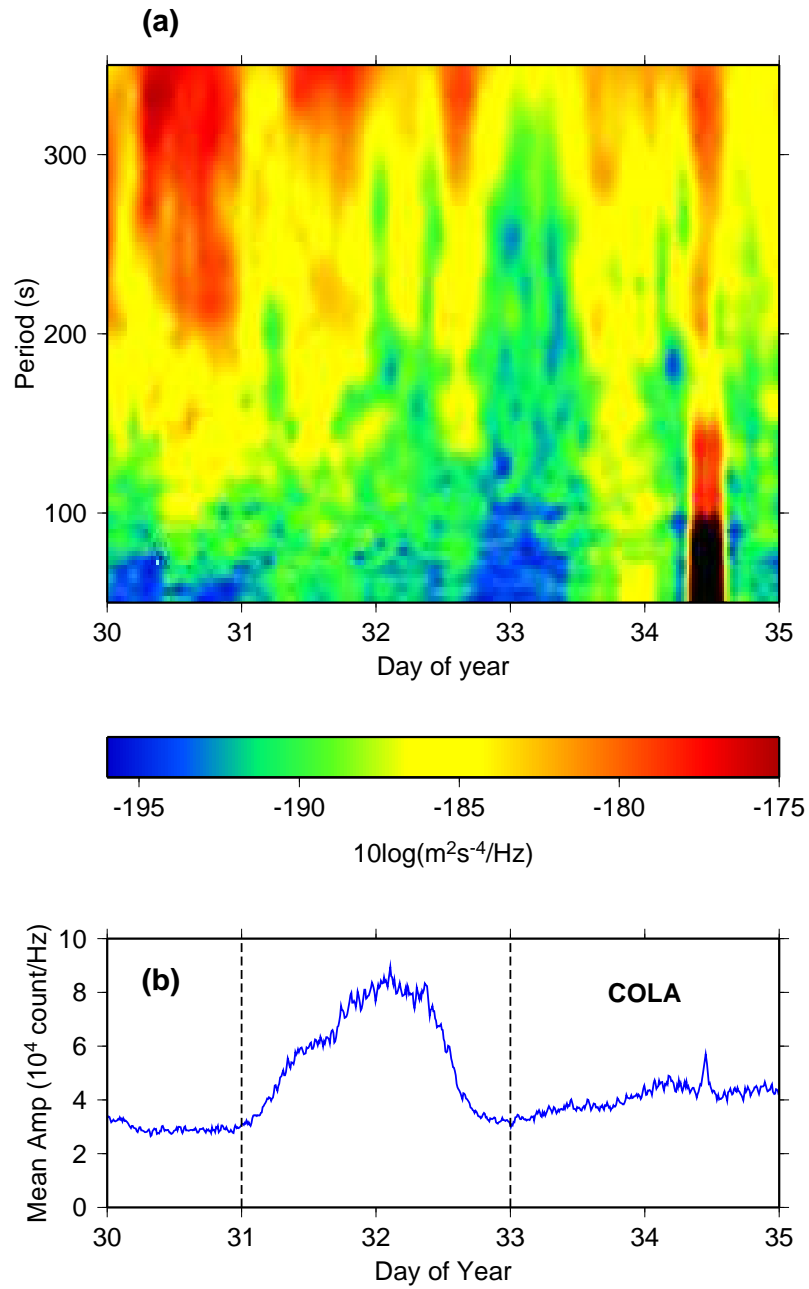 (a)
300
200
100
Period (s)
30 31 32 33 34 35
Day of year
-195 -190 -185 -180 -175
10log(m²s⁻⁴/Hz)
(b)
COLA
10
8
6
4
2
0
Mean Amp (10⁴ count/Hz)
30 31 32 33 34 35
Day of Year